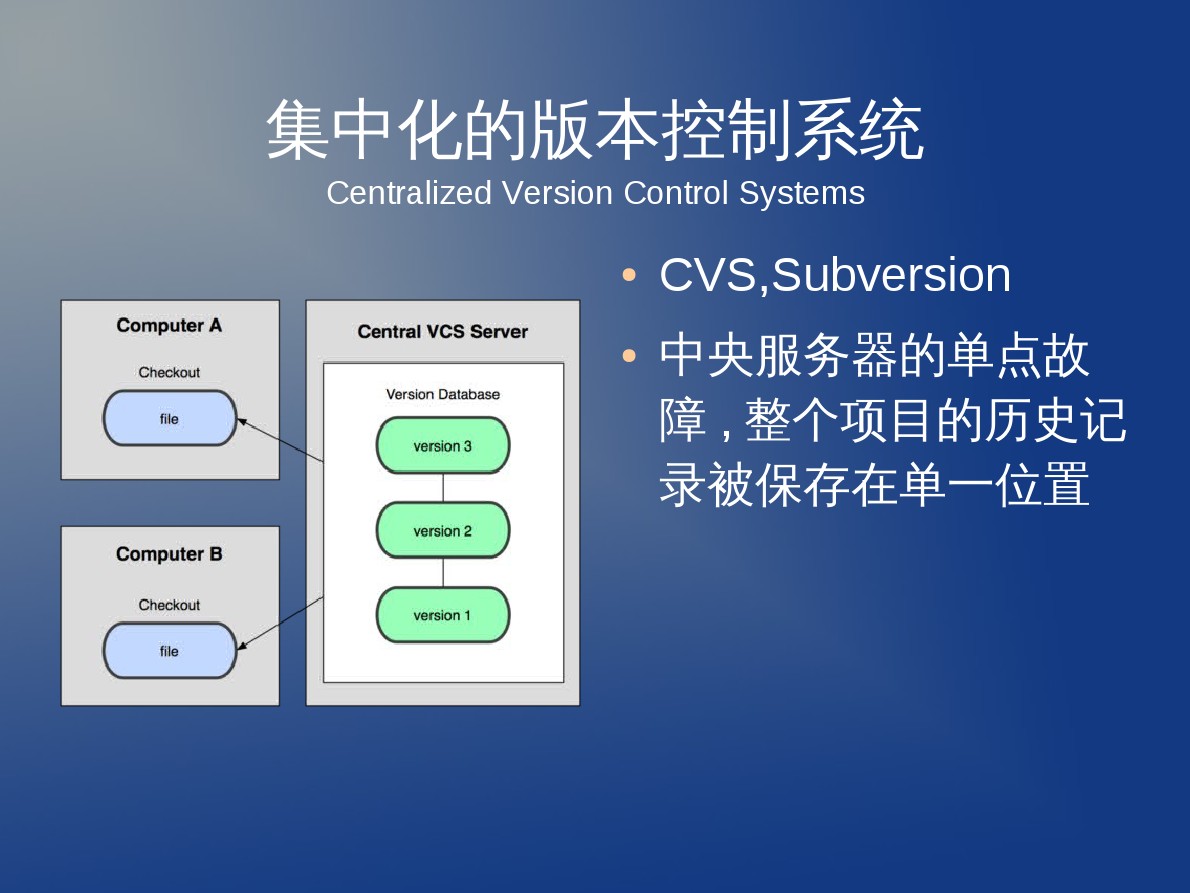 集中化的版本控制系统
Centralized Version Control Systems
Computer A
Checkout
file
Computer B
Checkout
file
Central VCS Server
Version Database
version 3
version 2
version 1
• CVS,Subversion
• 中央服务器的单点故
障 , 整个项目的历史记
录被保存在单一位置